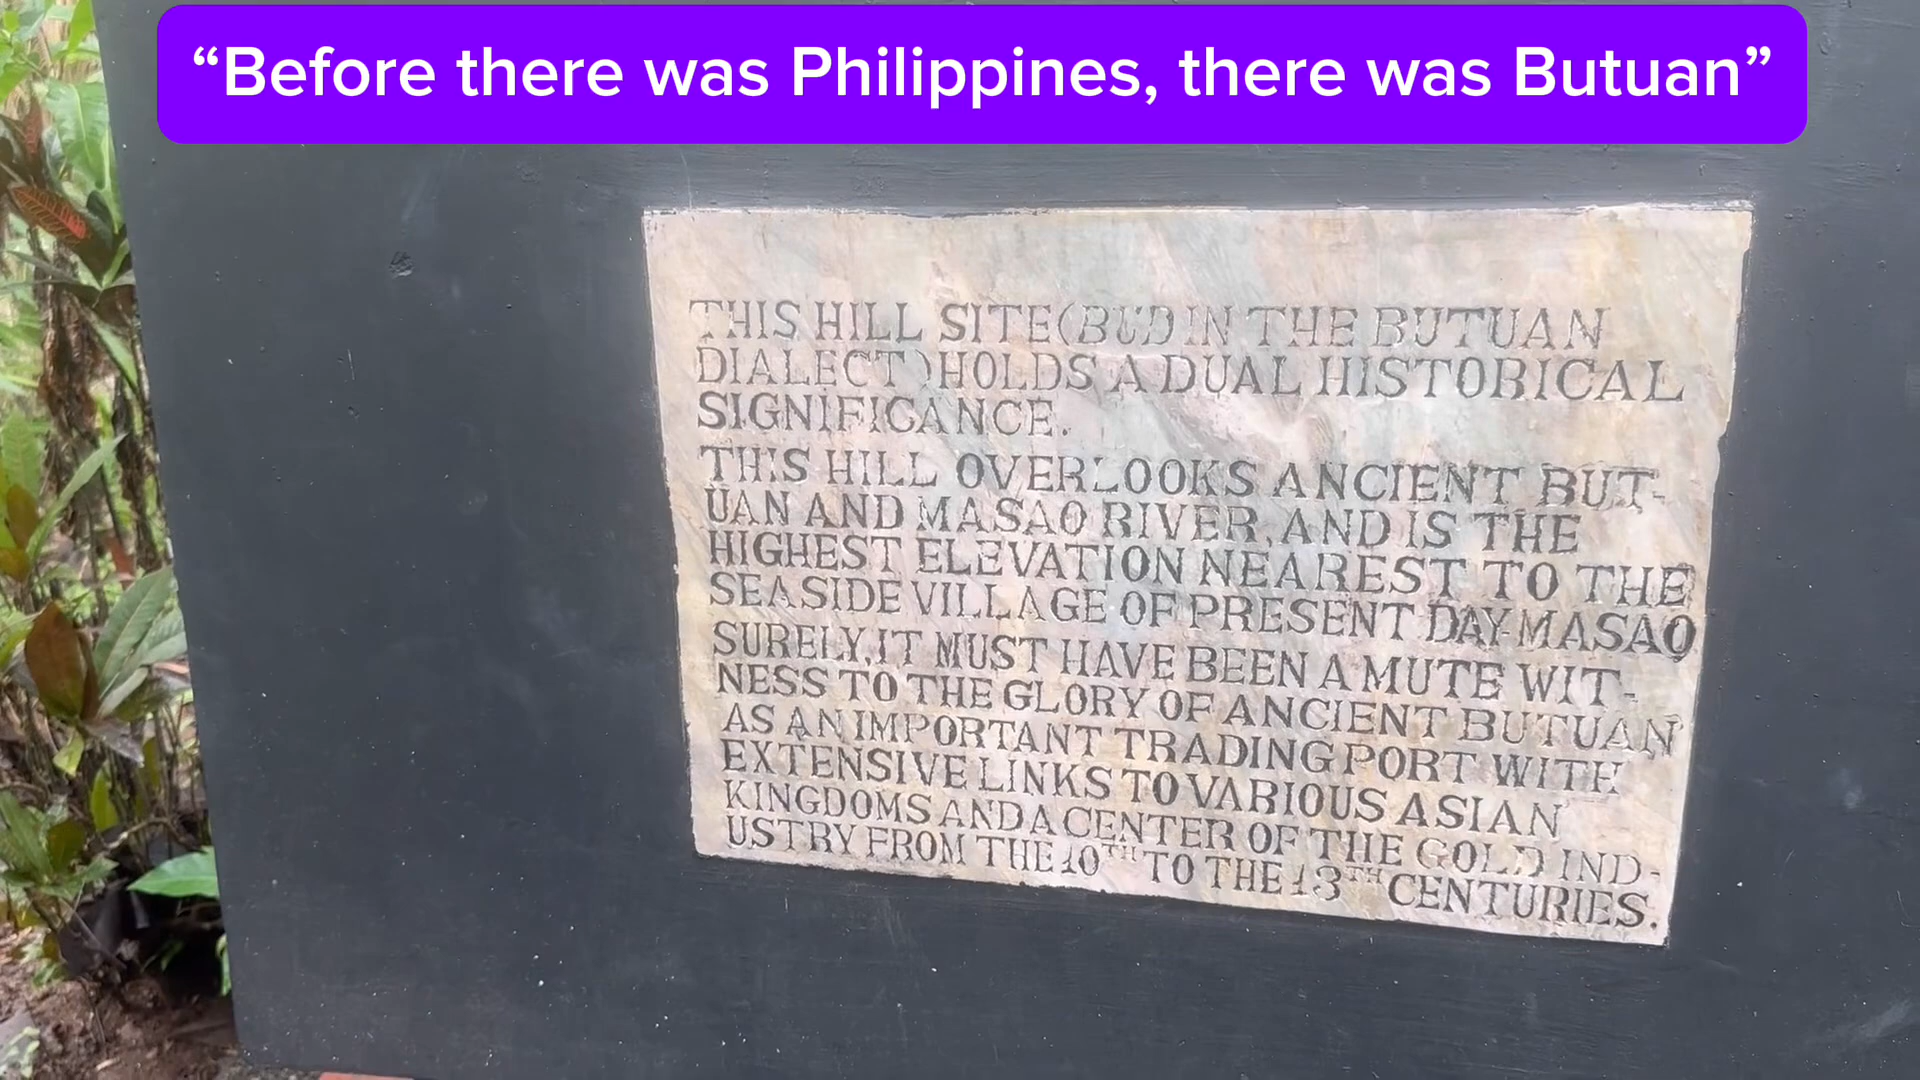 “Before there was Philippines, there was Butuan”
THIS HILL SITE (BUD IN THE BUTUAN
DIALECT) HOLDS A DUAL HISTORICAL
SIGNIFICANCE.
THIS HILL OVERLOOKS ANCIENT BUT-
UAN AND MASAO RIVER, AND IS THE
HIGHEST ELEVATION NEAREST TO THE
SEASIDE VILLAGE OF PRESENT DAY MASAO
SURELY, IT MUST HAVE BEEN A MUTE WIT-
NESS TO THE GLORY OF ANCIENT BUTUAN
AS AN IMPORTANT TRADING PORT WITH
EXTENSIVE LINKS TO VARIOUS ASIAN
KINGDOMS AND A CENTER OF THE GOLD IND-
USTRY FROM THE 10TH TO THE 13TH CENTURIES.